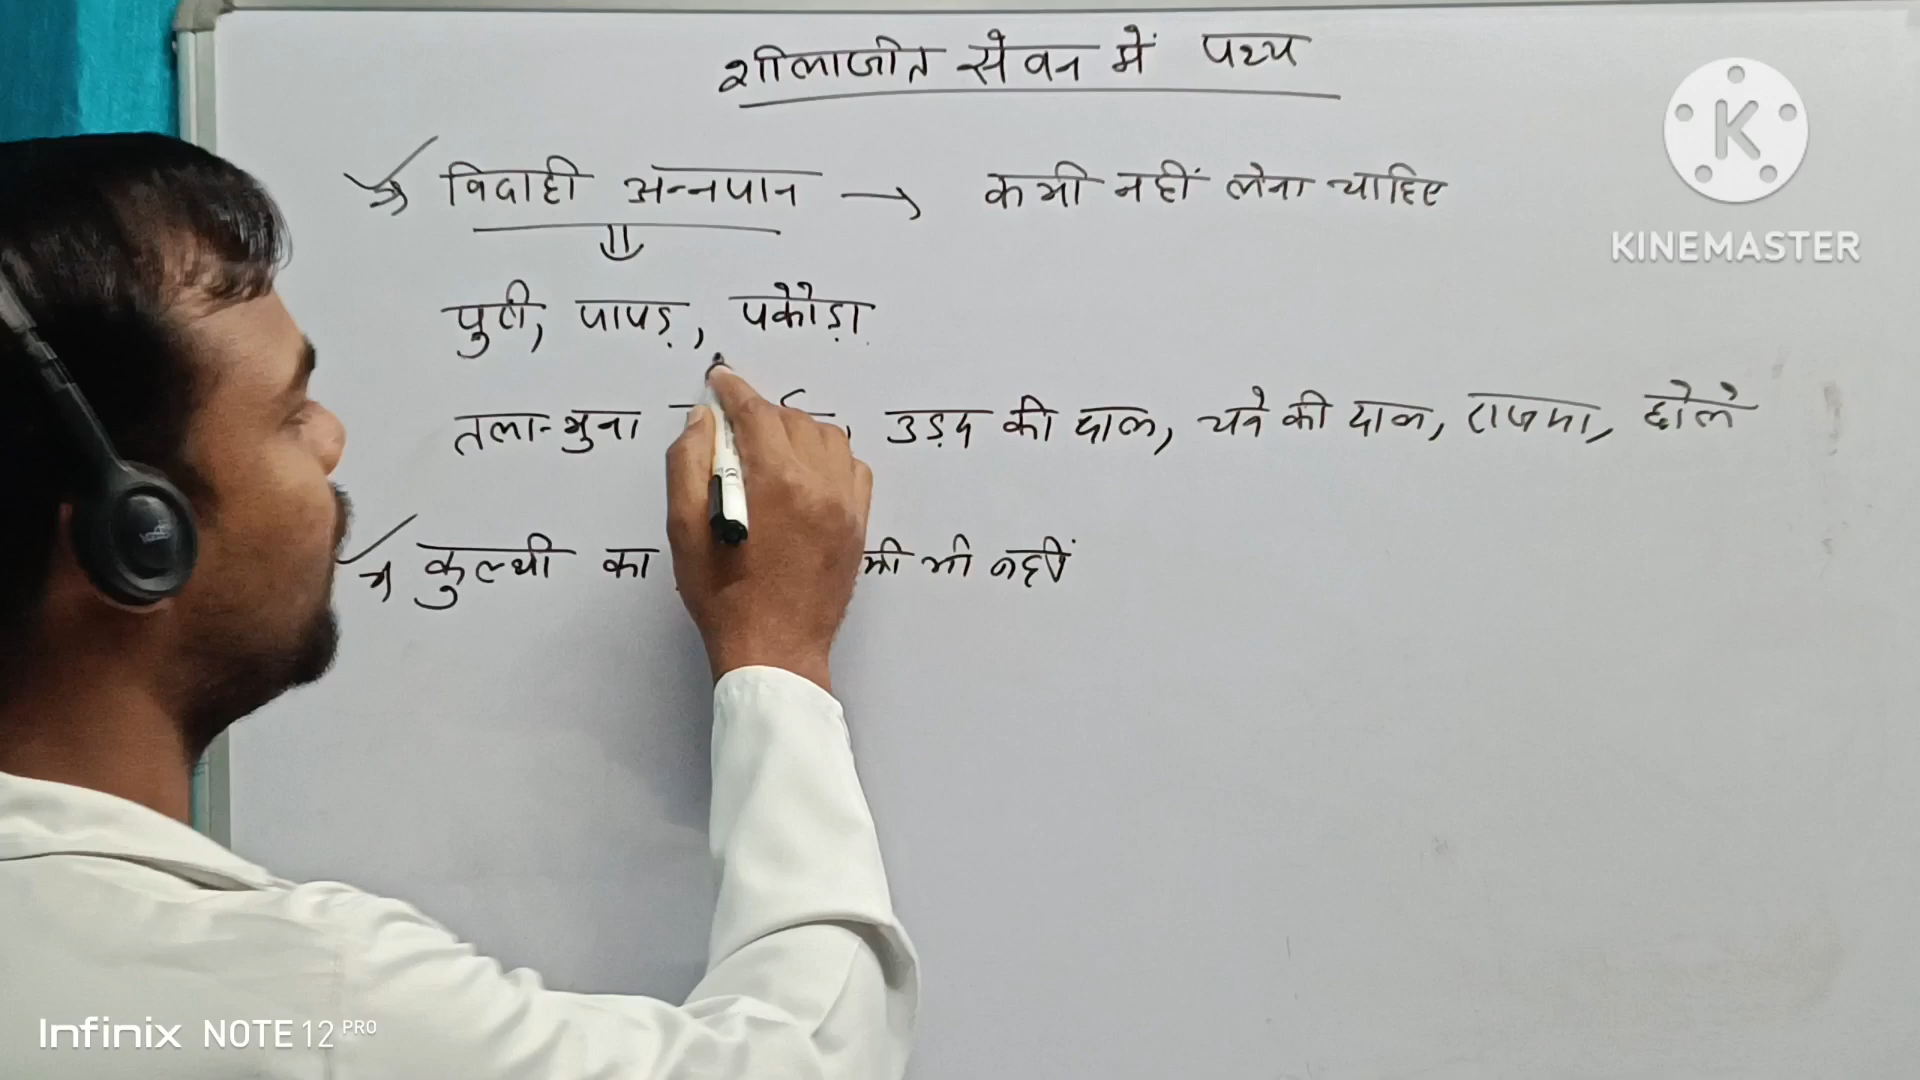 शीलाजीत सेवन में पथ्य
→ विदाही अन्नपान → कभी नहीं लेना चाहिए
पुटी, पापड़, पकौड़ा
तला-भुना उड़द की दाल, चने की दाल, राजमा, छोले
→ कुल्थी का भी नहीं
KINEMASTER
Infinix NOTE 12 PRO